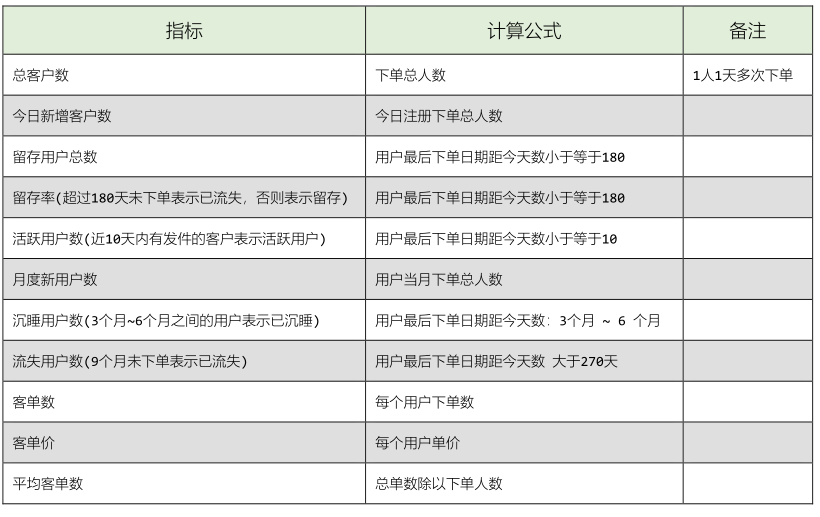 指标 计算公式 备注
总客户数 下单总人数 1人1天多次下单
今日新增客户数 今日注册下单总人数
留存用户总数 用户最后下单日期距今天数小于等于180
留存率(超过180天未下单表示已流失，否则表示留存) 用户最后下单日期距今天数小于等于180
活跃用户数(近10天内有发件的客户表示活跃用户) 用户最后下单日期距今天数小于等于10
月度新用户数 用户当月下单总人数
沉睡用户数(3个月~6个月之间的用户表示已沉睡) 用户最后下单日期距今天数：3个月 ~ 6 个月
流失用户数(9个月未下单表示已流失) 用户最后下单日期距今天数 大于270天
客单数 每个用户下单数
客单价 每个用户单价
平均客单数 总单数除以下单人数